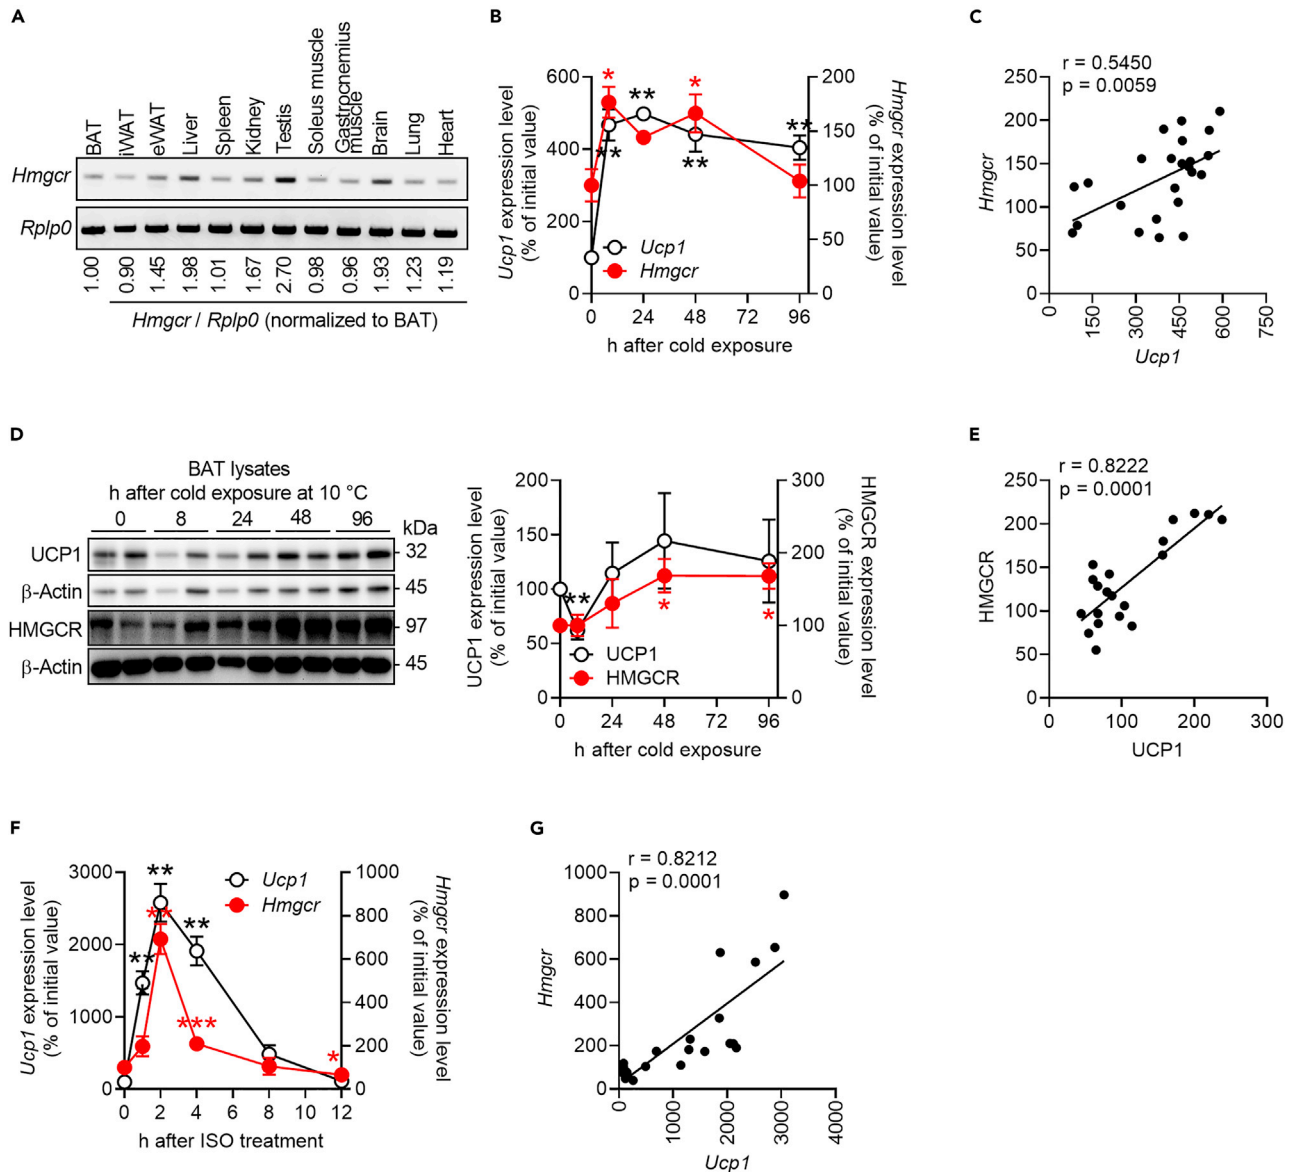 A
BAT
iWAT
eWAT
Liver
Spleen
Kidney
Testis
Soleus muscle
Gastrocnemius
muscle
Brain
Lung
Heart
Hmgcr
Rplp0
1.00
0.90
1.45
1.98
1.01
1.67
2.70
0.98
0.96
1.93
1.23
1.19
Hmgcr / Rplp0 (normalized to BAT)
B
Ucp1 expression level
(% of initial value)
600
400
200
0
Hmgcr expression level
(% of initial value)
200
150
100
50
0
*
**
*
**
**
**
Ucp1
Hmgcr
0 24 48 72 96
h after cold exposure
C
r = 0.5450
p = 0.0059
Hmgcr
250
200
150
100
50
0
0 150 300 450 600 750
Ucp1
D
BAT lysates
h after cold exposure at 10 °C
0 8 24 48 96
kDa
UCP1 32
β-Actin 45
HMGCR 97
β-Actin 45
UCP1 expression level
(% of initial value)
200
150
100
50
0
HMGCR expression level
(% of initial value)
300
200
100
0
**
*
*
UCP1
HMGCR
0 24 48 72 96
h after cold exposure
E
r = 0.8222
p = 0.0001
HMGCR
250
200
150
100
50
0
0 100 200 300
UCP1
F
Ucp1 expression level
(% of initial value)
3000
2000
1000
0
Hmgcr expression level
(% of initial value)
1000
800
600
400
200
0
**
**
**
**
***
*
Ucp1
Hmgcr
0 2 4 6 8 10 12
h after ISO treatment
G
r = 0.8212
p = 0.0001
Hmgcr
1000
800
600
400
200
0
0 1000 2000 3000 4000
Ucp1